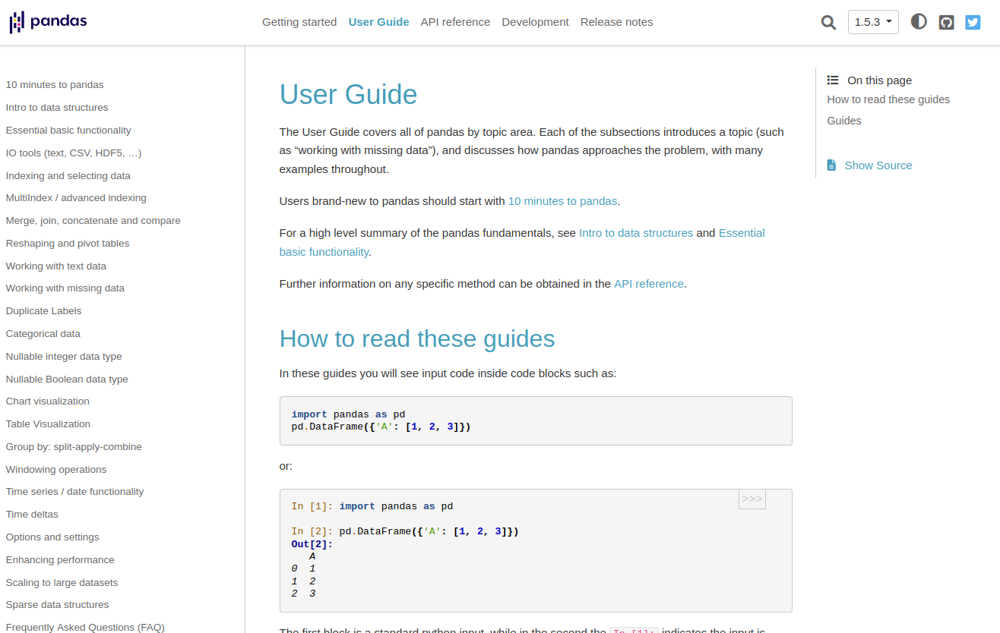 pandas
Getting started User Guide API reference Development Release notes
1.5.3
10 minutes to pandas
Intro to data structures
Essential basic functionality
IO tools (text, CSV, HDF5, …)
Indexing and selecting data
MultiIndex / advanced indexing
Merge, join, concatenate and compare
Reshaping and pivot tables
Working with text data
Working with missing data
Duplicate Labels
Categorical data
Nullable integer data type
Nullable Boolean data type
Chart visualization
Table Visualization
Group by: split-apply-combine
Windowing operations
Time series / date functionality
Time deltas
Options and settings
Enhancing performance
Scaling to large datasets
Sparse data structures
Frequently Asked Questions (FAQ)
User Guide
The User Guide covers all of pandas by topic area. Each of the subsections introduces a topic (such
as “working with missing data”), and discusses how pandas approaches the problem, with many
examples throughout.
Users brand-new to pandas should start with 10 minutes to pandas.
For a high level summary of the pandas fundamentals, see Intro to data structures and Essential
basic functionality.
Further information on any specific method can be obtained in the API reference.
How to read these guides
In these guides you will see input code inside code blocks such as:
import pandas as pd
pd.DataFrame({'A': [1, 2, 3]})
or:
>>>
In [1]: import pandas as pd
In [2]: pd.DataFrame({'A': [1, 2, 3]})
Out[2]:
   A
0  1
1  2
2  3
The first block is a standard python input, while in the second the In [1]: indicates the input is
On this page
How to read these guides
Guides
Show Source